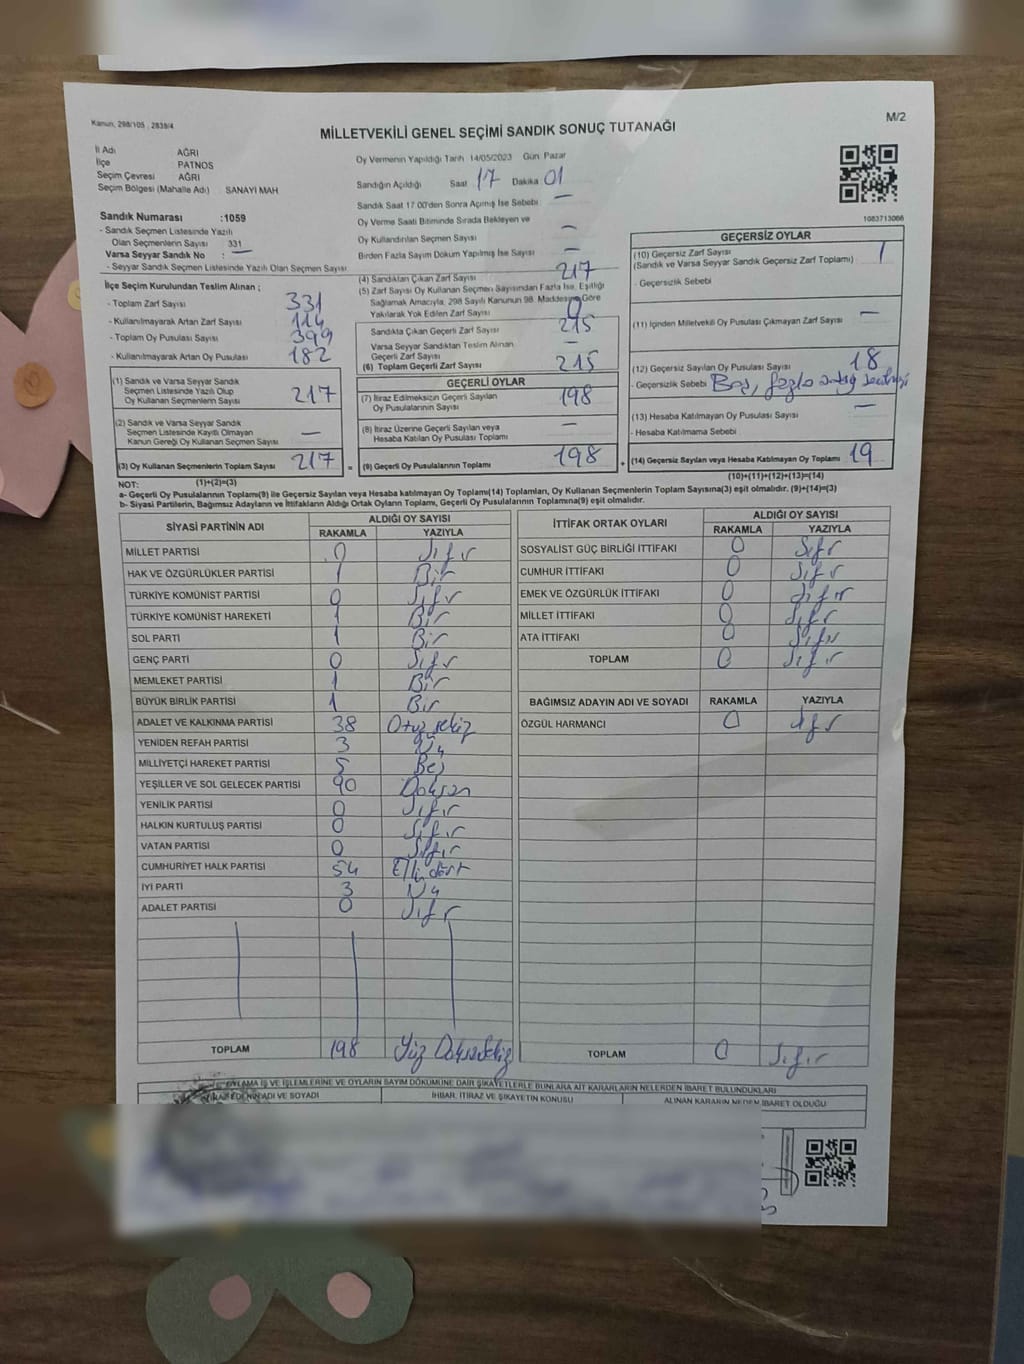 Kanun, 298/105 , 2839/4
M/2
MİLLETVEKİLİ GENEL SEÇİMİ SANDIK SONUÇ TUTANAĞI
İl Adı AĞRI
İlçe PATNOS
Seçim Çevresi AĞRI
Seçim Bölgesi (Mahalle Adı) SANAYİ MAH
Sandık Numarası :1059
- Sandık Seçmen Listesinde Yazılı
Olan Seçmenlerin Sayısı 331
Varsa Seyyar Sandık No : —
- Seyyar Sandık Seçmen Listesinde Yazılı Olan Seçmen Sayısı
Oy Vermenin Yapıldığı Tarih 14/05/2023 Gün Pazar
Sandığın Açıldığı Saat 17 Dakika 01
Sandık Saat 17.00'den Sonra Açılmış İse Sebebi —
Oy Verme Saati Bitiminde Sırada Bekleyen ve
Oy Kullandırılan Seçmen Sayısı —
Birden Fazla Sayım Döküm Yapılmış İse Sayısı —
1083713066
İlçe Seçim Kurulundan Teslim Alınan ;
- Toplam Zarf Sayısı 331
- Kullanılmayarak Artan Zarf Sayısı 114
- Toplam Oy Pusulası Sayısı 399
- Kullanılmayarak Artan Oy Pusulası 182
(1) Sandık ve Varsa Seyyar Sandık
Seçmen Listesinde Yazılı Olup
Oy Kullanan Seçmenlerin Sayısı 217
(2) Sandık ve Varsa Seyyar Sandık
Seçmen Listesinde Kayıtlı Olmayan
Kanun Gereği Oy Kullanan Seçmen Sayısı —
(3) Oy Kullanan Seçmenlerin Toplam Sayısı 217 =
(1)+(2)=(3)
(4) Sandıktan Çıkan Zarf Sayısı 217
(5) Zarf Sayısı Oy Kullanan Seçmen Sayısından Fazla İse, Eşitliği
Sağlamak Amacıyla, 298 Sayılı Kanunun 98. Maddesine Göre
Yakılarak Yok Edilen Zarf Sayısı 0
Sandıkta Çıkan Geçerli Zarf Sayısı 215
Varsa Seyyar Sandıktan Teslim Alınan
Geçerli Zarf Sayısı —
(6) Toplam Geçerli Zarf Sayısı 215
GEÇERLİ OYLAR
(7) İtiraz Edilmeksizin Geçerli Sayılan
Oy Pusulalarının Sayısı 198
(8) İtiraz Üzerine Geçerli Sayılan veya
Hesaba Katılan Oy Pusulası Toplamı —
(9) Geçerli Oy Pusulalarının Toplamı 198 +
GEÇERSİZ OYLAR
(10) Geçersiz Zarf Sayısı 1
(Sandık ve Varsa Seyyar Sandık Geçersiz Zarf Toplamı)
- Geçersizlik Sebebi
(11) İçinden Milletvekili Oy Pusulası Çıkmayan Zarf Sayısı —
(12) Geçersiz Sayılan Oy Pusulası Sayısı 18
- Geçersizlik Sebebi Boş, fazla
(13) Hesaba Katılmayan Oy Pusulası Sayısı —
- Hesaba Katılmama Sebebi
(14) Geçersiz Sayılan veya Hesaba Katılmayan Oy Toplamı 19
(10)+(11)+(12)+(13)=(14)
NOT:
a- Geçerli Oy Pusulalarının Toplamı(9) ile Geçersiz Sayılan veya Hesaba katılmayan Oy Toplamı(14) Toplamları, Oy Kullanan Seçmenlerin Toplam Sayısına(3) eşit olmalıdır. (9)+(14)=(3)
b- Siyasi Partilerin, Bağımsız Adayların ve İttifakların Aldığı Ortak Oyların Toplamı, Geçerli Oy Pusulalarının Toplamına(9) eşit olmalıdır.
SİYASİ PARTİNİN ADI ALDIĞI OY SAYISI
RAKAMLA YAZIYLA
MİLLET PARTİSİ 0 Sıfır
HAK VE ÖZGÜRLÜKLER PARTİSİ 1 Bir
TÜRKİYE KOMÜNİST PARTİSİ 0 Sıfır
TÜRKİYE KOMÜNİST HAREKETİ 1 Bir
SOL PARTİ 1 Bir
GENÇ PARTİ 0 Sıfır
MEMLEKET PARTİSİ 1 Bir
BÜYÜK BİRLİK PARTİSİ 1 Bir
ADALET VE KALKINMA PARTİSİ 38 Otuz sekiz
YENİDEN REFAH PARTİSİ 3 Üç
MİLLİYETÇİ HAREKET PARTİSİ 5 Beş
YEŞİLLER VE SOL GELECEK PARTİSİ 90 Doksan
YENİLİK PARTİSİ 0 Sıfır
HALKIN KURTULUŞ PARTİSİ 0 Sıfır
VATAN PARTİSİ 0 Sıfır
CUMHURİYET HALK PARTİSİ 54 Elli dört
İYİ PARTİ 3 Üç
ADALET PARTİSİ 0 Sıfır
TOPLAM 198 Yüz Doksan Sekiz
İTTİFAK ORTAK OYLARI ALDIĞI OY SAYISI
RAKAMLA YAZIYLA
SOSYALİST GÜÇ BİRLİĞİ İTTİFAKI 0 Sıfır
CUMHUR İTTİFAKI 0 Sıfır
EMEK VE ÖZGÜRLÜK İTTİFAKI 0 Sıfır
MİLLET İTTİFAKI 0 Sıfır
ATA İTTİFAKI 0 Sıfır
TOPLAM 0 Sıfır
BAĞIMSIZ ADAYIN ADI VE SOYADI RAKAMLA YAZIYLA
ÖZGÜL HARMANCI 0 Sıfır
TOPLAM 0 Sıfır
OYLAMA İŞ VE İŞLEMLERİNE VE OYLARIN SAYIM DÖKÜMÜNE DAİR ŞİKAYETLERLE BUNLARA AİT KARARLARIN NELERDEN İBARET BULUNDUKLARI
İTİRAZ EDENİN ADI VE SOYADI İHBAR, İTİRAZ VE ŞİKAYETİN KONUSU ALINAN KARARIN NEDEN İBARET OLDUĞU